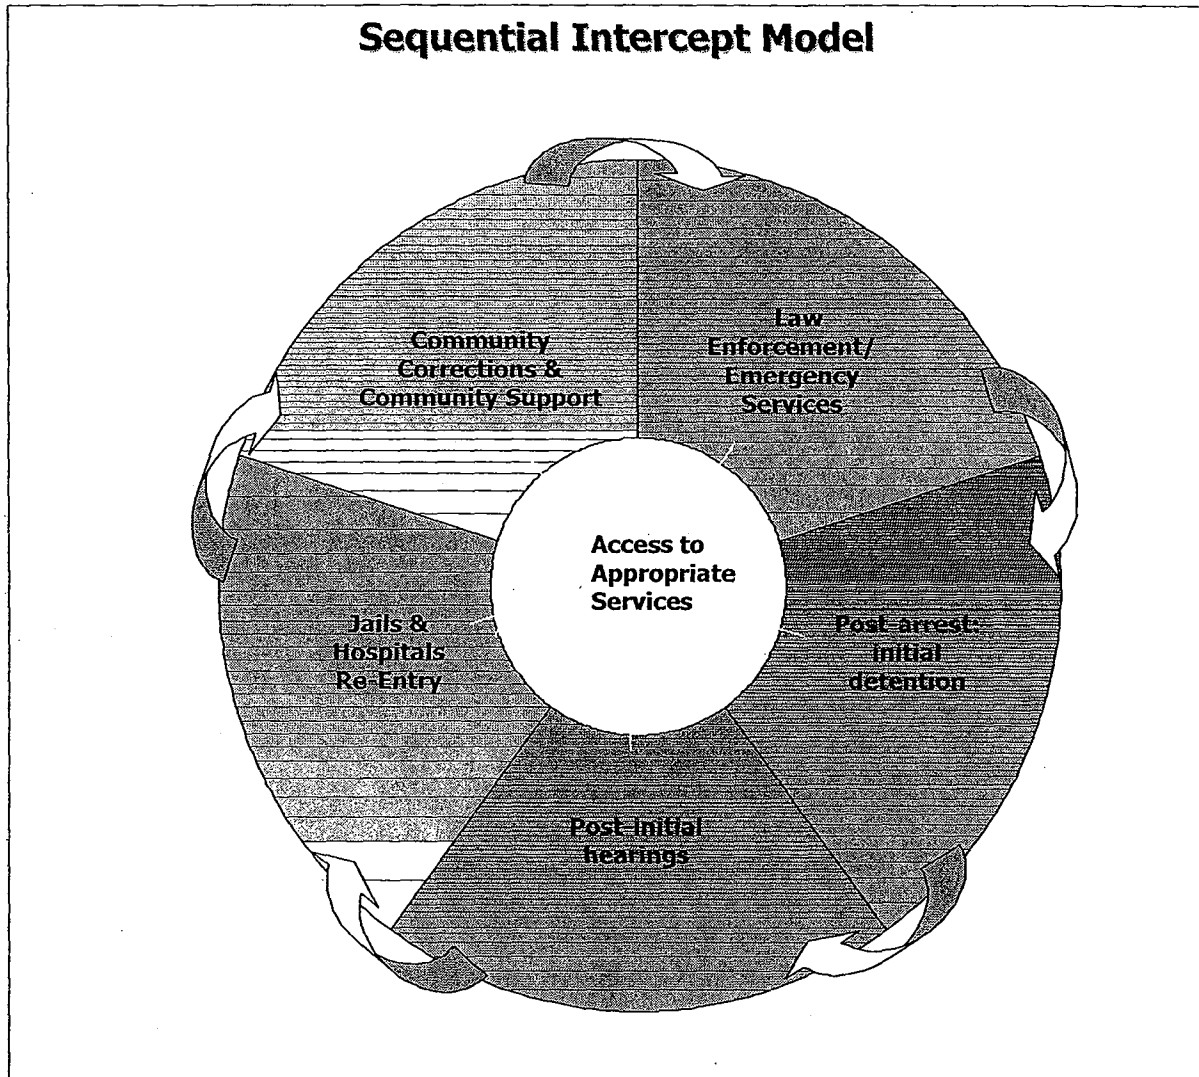 Sequential Intercept Model
Law
Enforcement/
Emergency
Services
Community
Corrections &
Community Support
Access to
Appropriate
Services
Post-arrest:
initial
detention
Jails &
Hospitals
Re-Entry
Post-initial
hearings